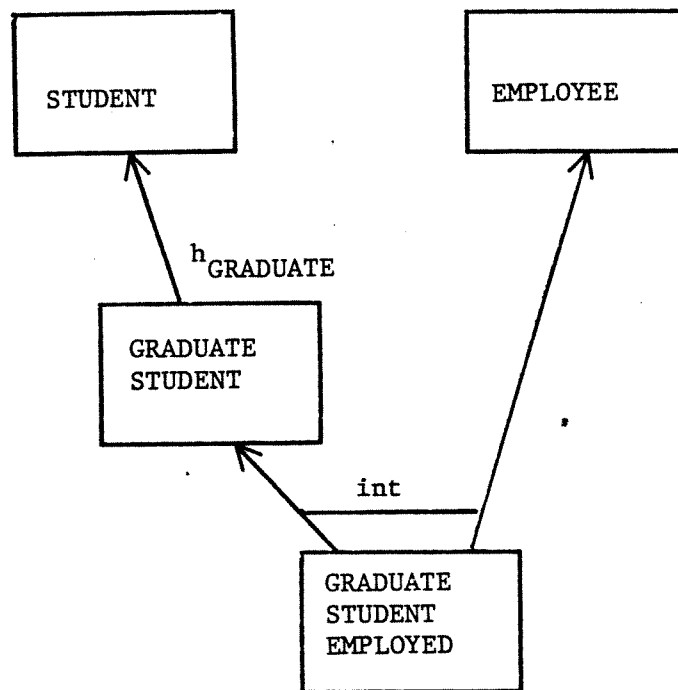 STUDENT
EMPLOYEE
hGRADUATE
GRADUATE
STUDENT
int
GRADUATE
STUDENT
EMPLOYED